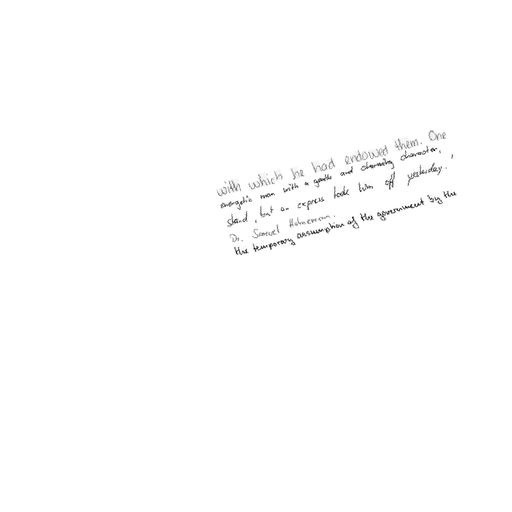 with which he had endowed them. One
energetic man with a gentle and charming character,
stand, but an express took him off yesterday. ,
Dr. Samuel Hahnemann.
the temporary assumption of the government by the